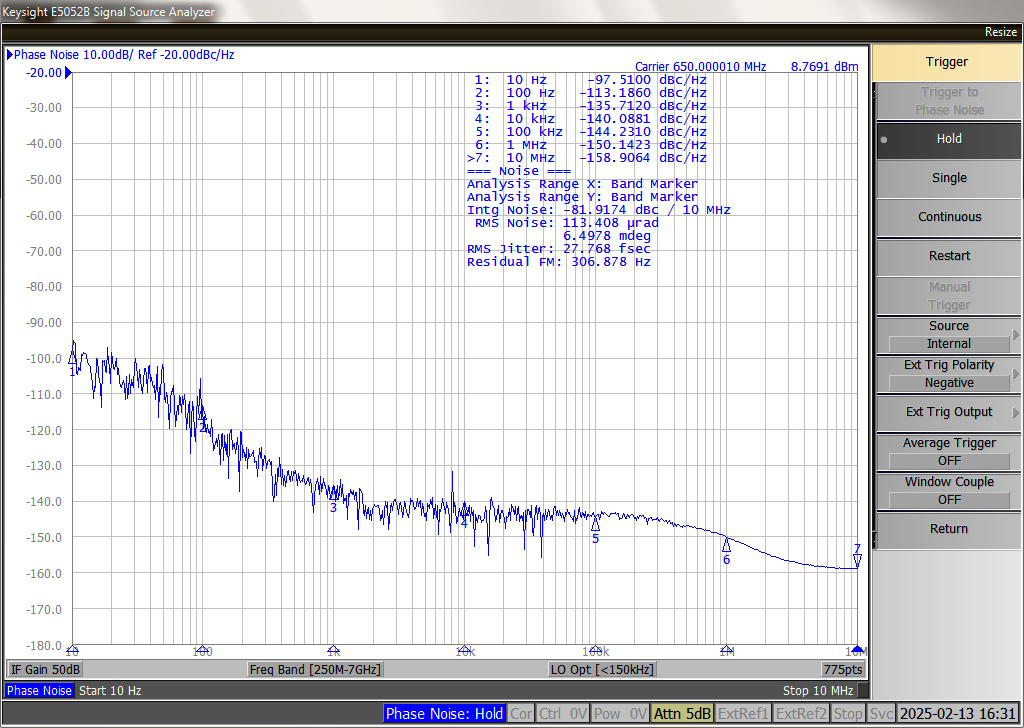 Keysight E5052B Signal Source Analyzer
Resize
Phase Noise 10.00dB/ Ref -20.00dBc/Hz
Carrier 650.000010 MHz 8.7691 dBm
1: 10 Hz -97.5100 dBc/Hz
2: 100 Hz -113.1860 dBc/Hz
3: 1 kHz -135.7120 dBc/Hz
4: 10 kHz -140.0881 dBc/Hz
5: 100 kHz -144.2310 dBc/Hz
6: 1 MHz -150.1423 dBc/Hz
>7: 10 MHz -158.9064 dBc/Hz
=== Noise ===
Analysis Range X: Band Marker
Analysis Range Y: Band Marker
Intg Noise: -81.9174 dBc / 10 MHz
RMS Noise: 113.408 µrad
6.4978 mdeg
RMS Jitter: 27.768 fsec
Residual FM: 306.878 Hz
-20.00
-30.00
-40.00
-50.00
-60.00
-70.00
-80.00
-90.00
-100.0
-110.0
-120.0
-130.0
-140.0
-150.0
-160.0
-170.0
-180.0
1
2
3
4
5
6
7
10 100 1k 10k 100k 1M 10M
IF Gain 50dB Freq Band [250M-7GHz] LO Opt [<150kHz] 775pts
Phase Noise Start 10 Hz Stop 10 MHz
Phase Noise: Hold Cor Ctrl 0V Pow 0V Attn 5dB ExtRef1 ExtRef2 Stop Svc 2025-02-13 16:31
Trigger
Trigger to
Phase Noise
Hold
Single
Continuous
Restart
Manual
Trigger
Source
Internal
Ext Trig Polarity
Negative
Ext Trig Output
Average Trigger
OFF
Window Couple
OFF
Return